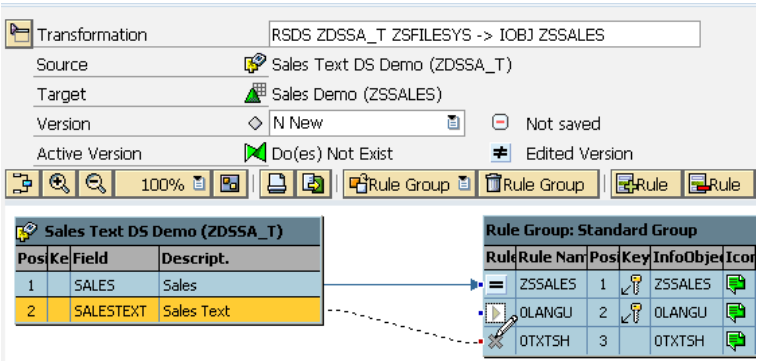 Transformation RSDS ZDSSA_T ZSFILESYS -> IOBJ ZSSALES
Source Sales Text DS Demo (ZDSSA_T)
Target Sales Demo (ZSSALES)
Version N New Not saved
Active Version Do(es) Not Exist Edited Version
100% Rule Group Rule Group Rule Rule
Sales Text DS Demo (ZDSSA_T) Rule Group: Standard Group
Posi Ke Field Descript. Rule Rule Nam Posi Key InfoObjec Icon
1 SALES Sales ZSSALES 1 ZSSALES
2 SALESTEXT Sales Text 0LANGU 2 0LANGU
0TXTSH 3 0TXTSH